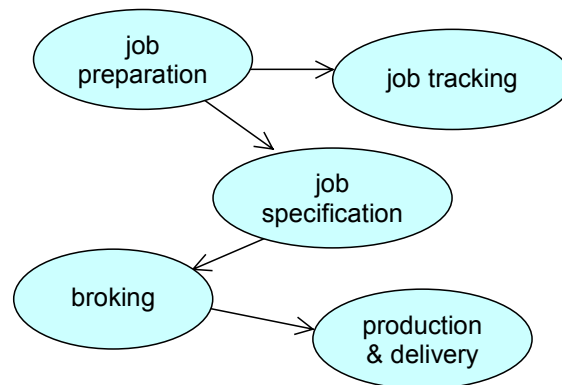 job
preparation
job tracking
job
specification
broking
production
& delivery